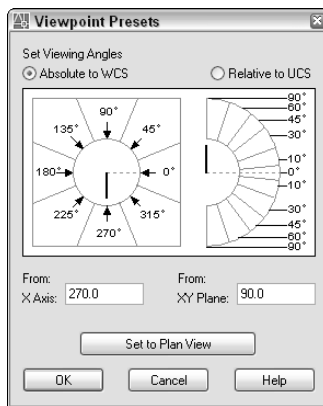 Viewpoint Presets
Set Viewing Angles
Absolute to WCS
Relative to UCS
90°
135°
45°
180°
0°
225°
315°
270°
90°
60°
45°
30°
10°
0°
10°
30°
45°
60°
90°
From:
X Axis: 270.0
From:
XY Plane: 90.0
Set to Plan View
OK
Cancel
Help